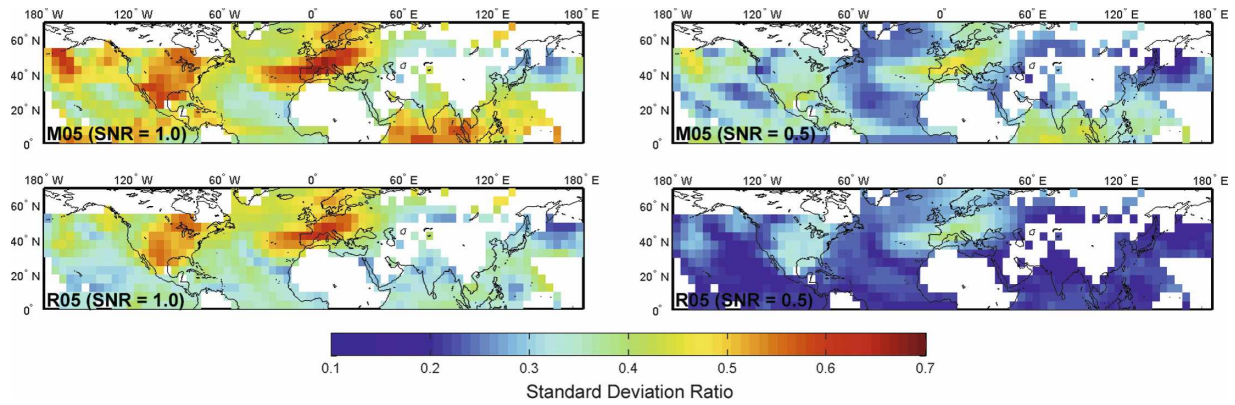 180 °W 120 °W 60 °W 0° 60 °E 120 °E 180 °E
60 °N
40 °N
20 °N
0°
M05 (SNR = 1.0)
180 °W 120 °W 60 °W 0° 60 °E 120 °E 180 °E
60 °N
40 °N
20 °N
0°
M05 (SNR = 0.5)
180 °W 120 °W 60 °W 0° 60 °E 120 °E 180 °E
60 °N
40 °N
20 °N
0°
R05 (SNR = 1.0)
180 °W 120 °W 60 °W 0° 60 °E 120 °E 180 °E
60 °N
40 °N
20 °N
0°
R05 (SNR = 0.5)
0.1 0.2 0.3 0.4 0.5 0.6 0.7
Standard Deviation Ratio